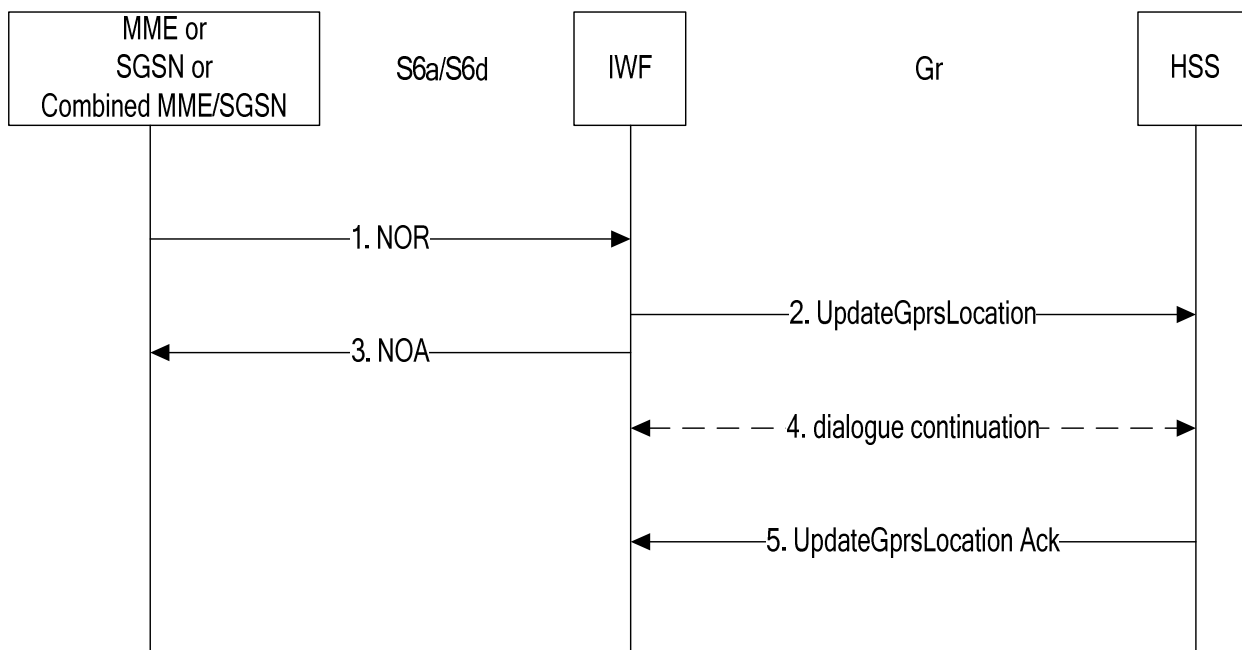 MME or
SGSN or
Combined MME/SGSN
S6a/S6d
IWF
Gr
HSS
1. NOR
2. UpdateGprsLocation
3. NOA
4. dialogue continuation
5. UpdateGprsLocation Ack